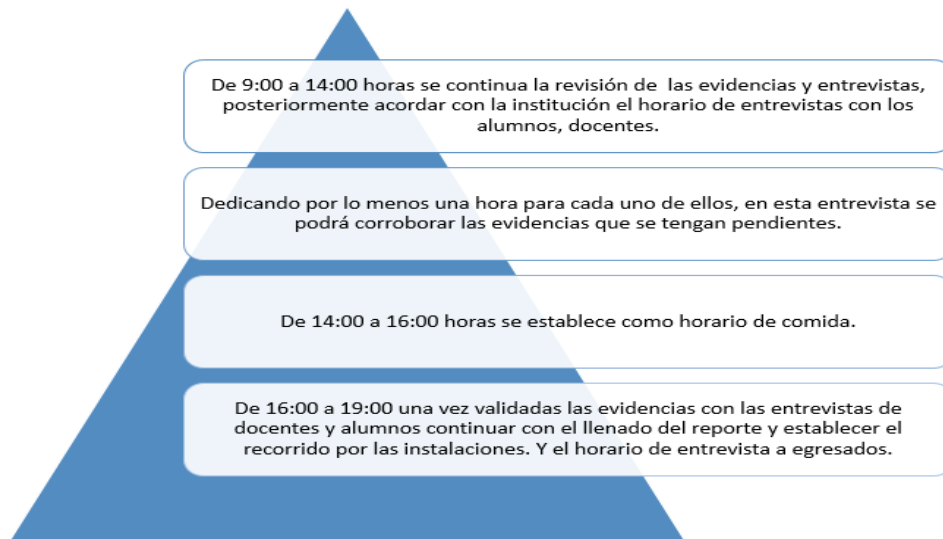 De 9:00 a 14:00 horas se continua la revisión de las evidencias y entrevistas,
posteriormente acordar con la institución el horario de entrevistas con los
alumnos, docentes.
Dedicando por lo menos una hora para cada uno de ellos, en esta entrevista se
podrá corroborar las evidencias que se tengan pendientes.
De 14:00 a 16:00 horas se establece como horario de comida.
De 16:00 a 19:00 una vez validadas las evidencias con las entrevistas de
docentes y alumnos continuar con el llenado del reporte y establecer el
recorrido por las instalaciones. Y el horario de entrevista a egresados.